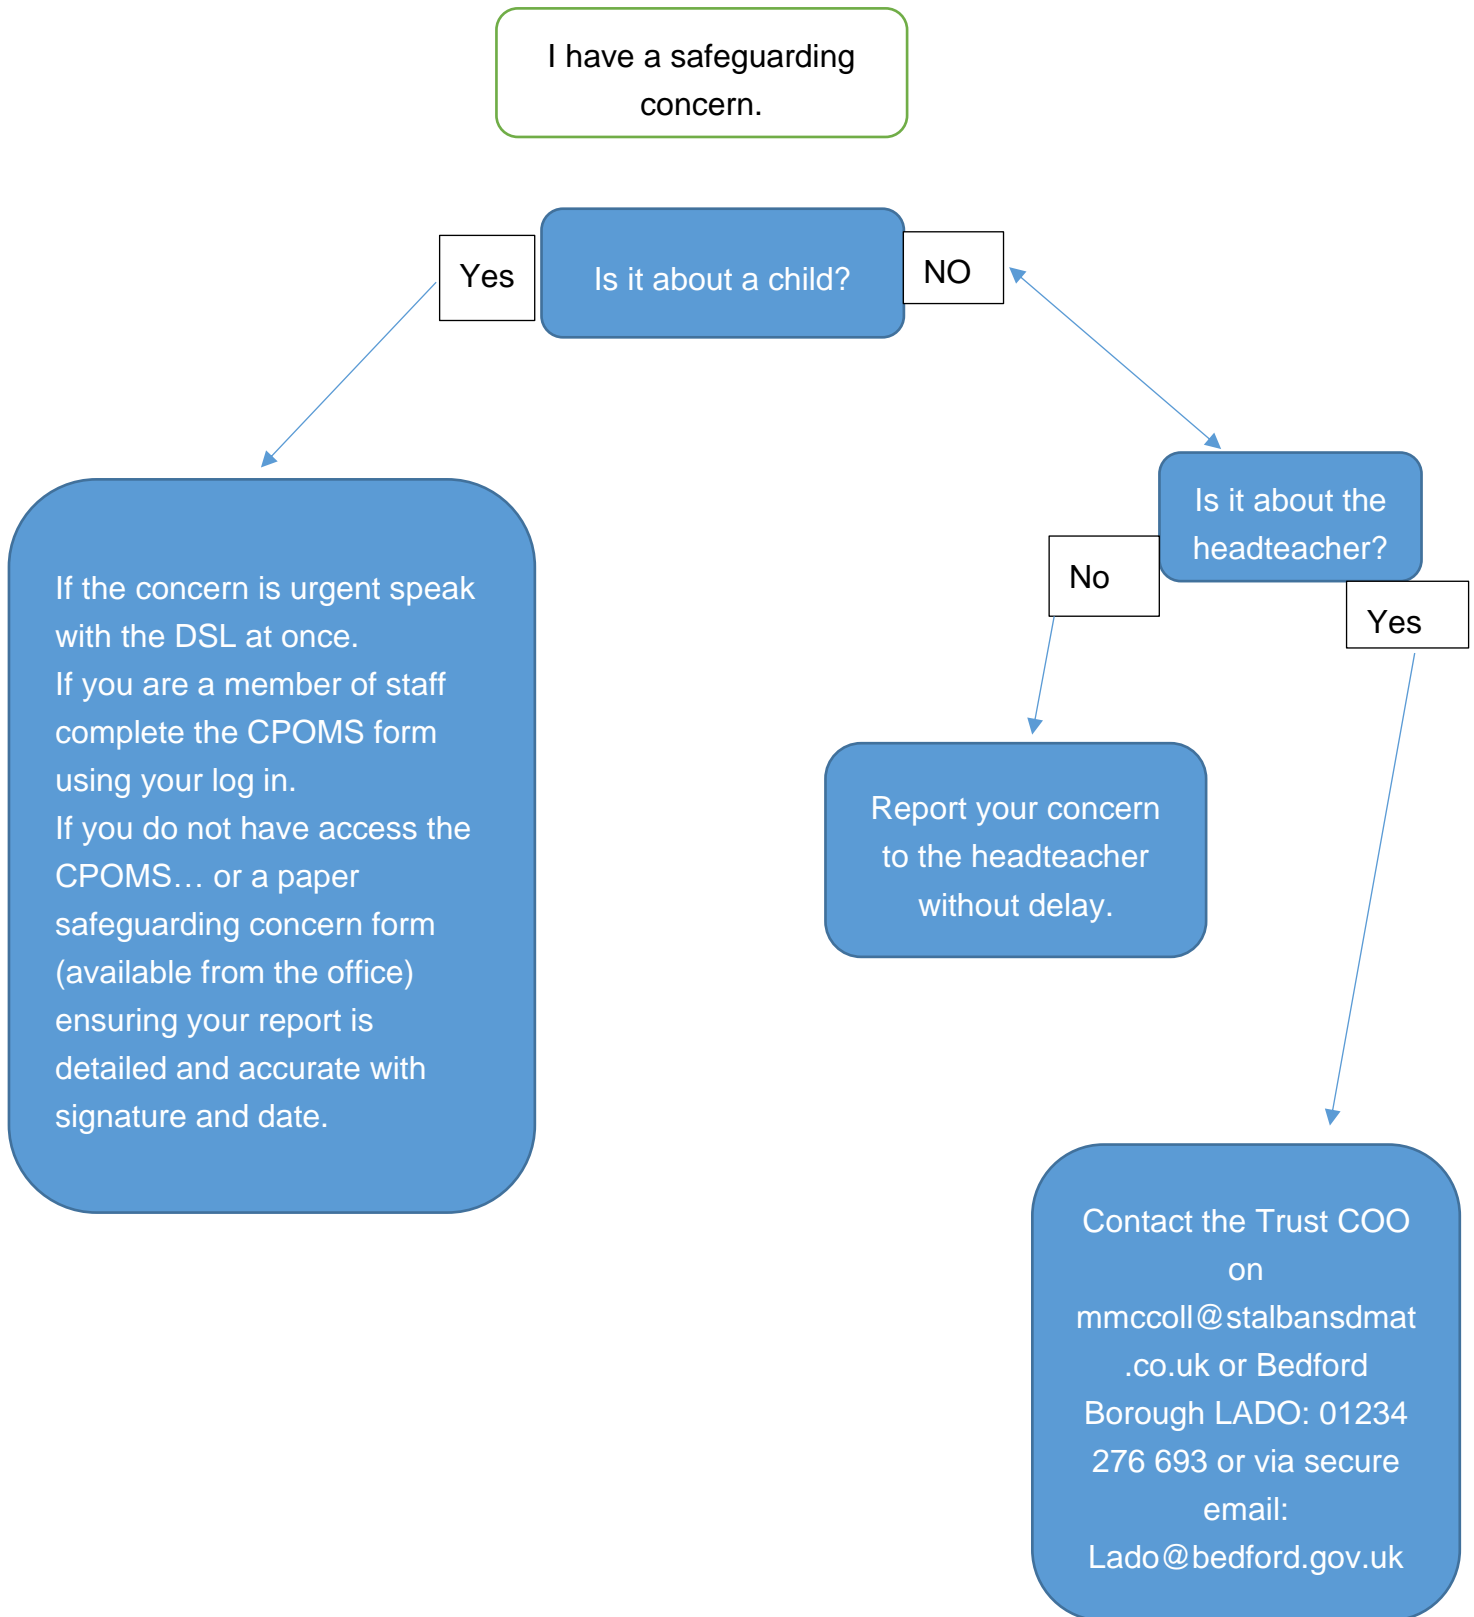 I have a safeguarding
concern.
Yes
Is it about a child?
NO
If the concern is urgent speak
with the DSL at once.
If you are a member of staff
complete the CPOMS form
using your log in.
If you do not have access the
CPOMS… or a paper
safeguarding concern form
(available from the office)
ensuring your report is
detailed and accurate with
signature and date.
Is it about the
headteacher?
No
Yes
Report your concern
to the headteacher
without delay.
Contact the Trust COO
on
mmccoll@stalbansdmat
.co.uk or Bedford
Borough LADO: 01234
276 693 or via secure
email:
Lado@bedford.gov.uk